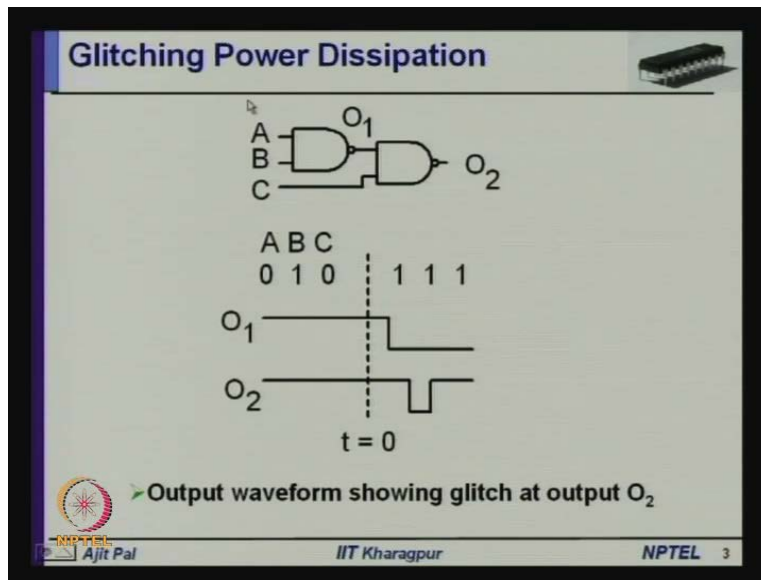 Glitching Power Dissipation
A
B
C
O1
O2
A B C
0 1 0 1 1 1
O1
O2
t = 0
➢Output waveform showing glitch at output O2
NPTEL
Ajit Pal IIT Kharagpur NPTEL 3